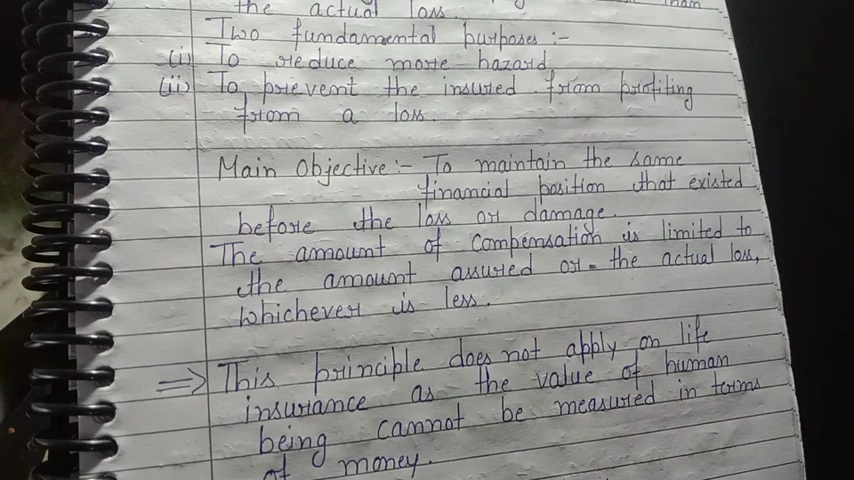 the actual loss.
Two fundamental purposes :-
(i) To reduce more hazard
(ii) To prevent the insured from profiting
from a loss.
Main Objective :- To maintain the same
financial position that existed
before the loss or damage.
The amount of compensation is limited to
the amount assured or the actual loss,
whichever is less.
=> This principle does not apply on life
insurance as the value of human
being cannot be measured in terms
of money.